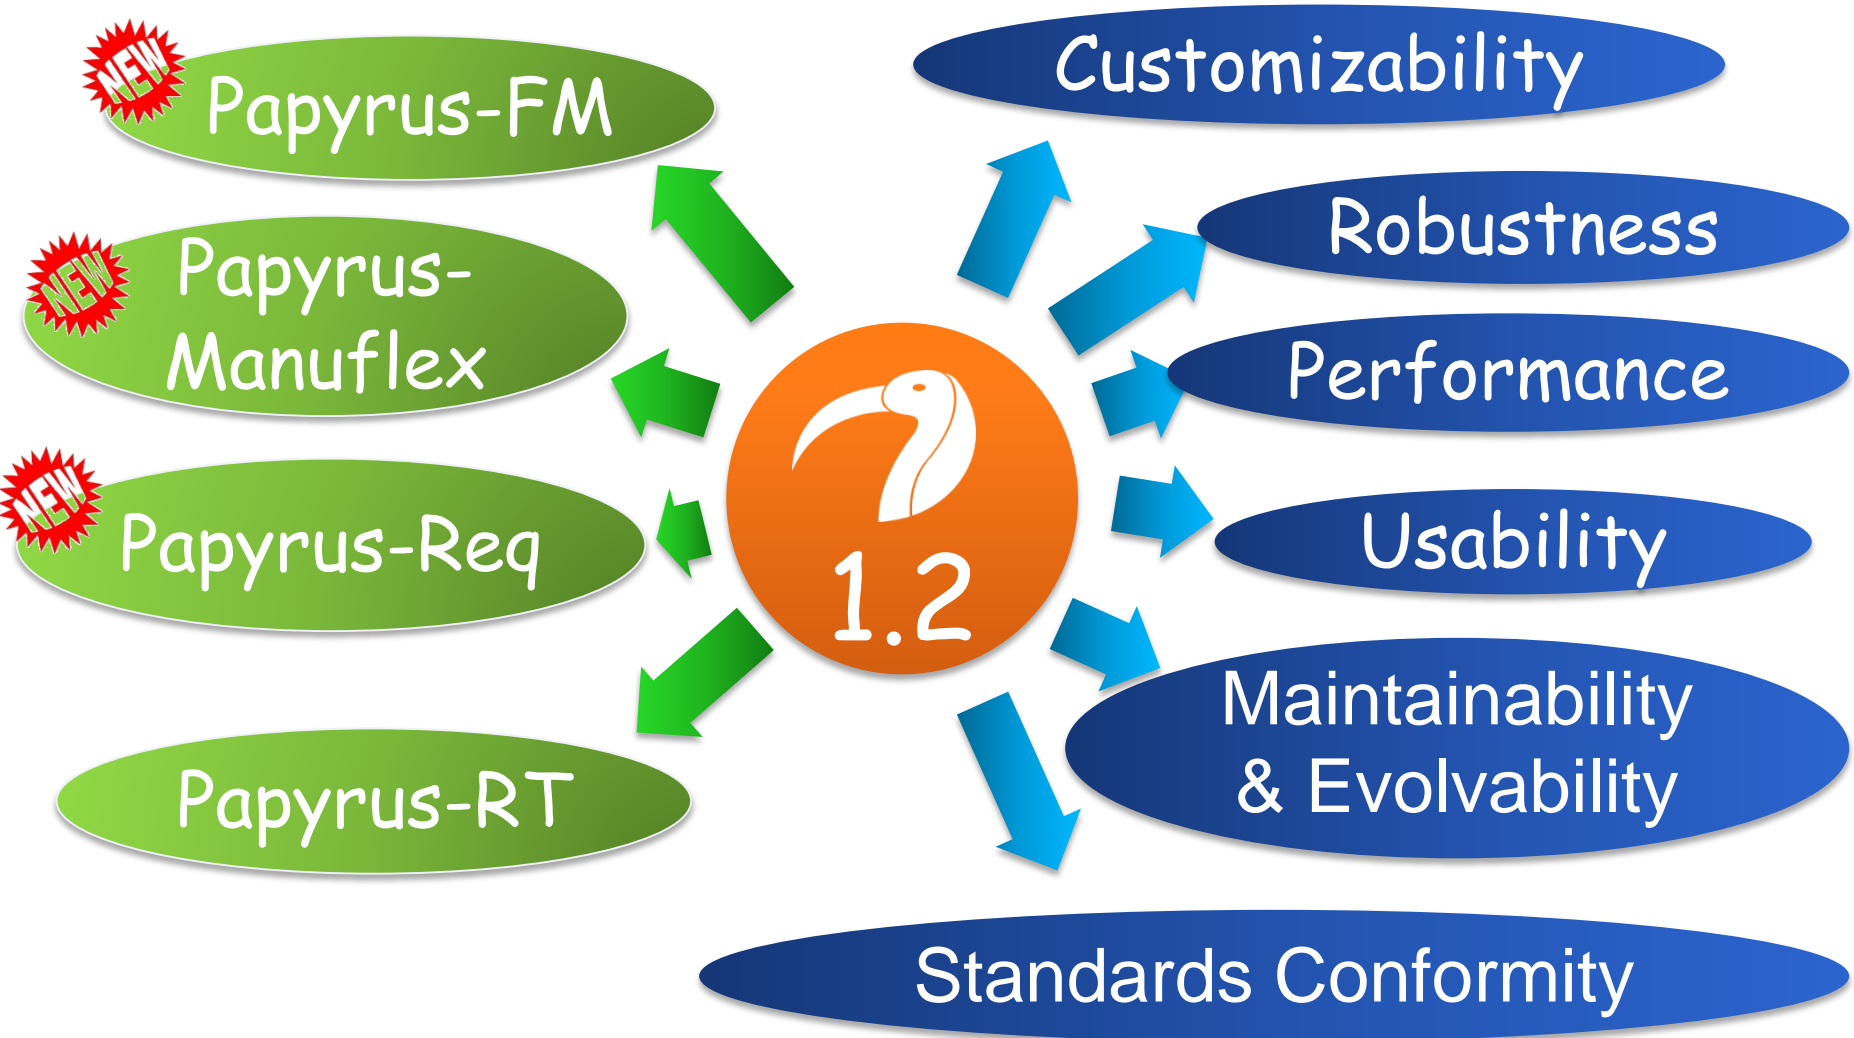 NEW
Papyrus-FM
NEW
Papyrus-
Manuflex
NEW
Papyrus-Req
Papyrus-RT
1.2
Customizability
Robustness
Performance
Usability
Maintainability
& Evolvability
Standards Conformity